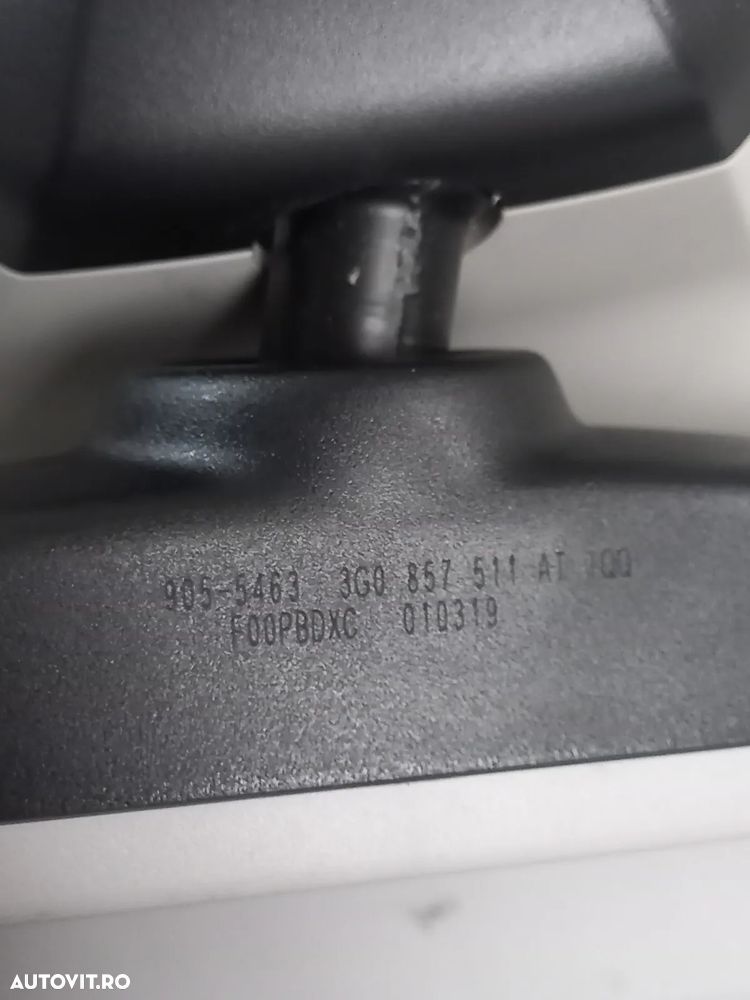 905-5463 3G0 857 511 AT
F00PBDXC 010319
AUTOVIT.RO